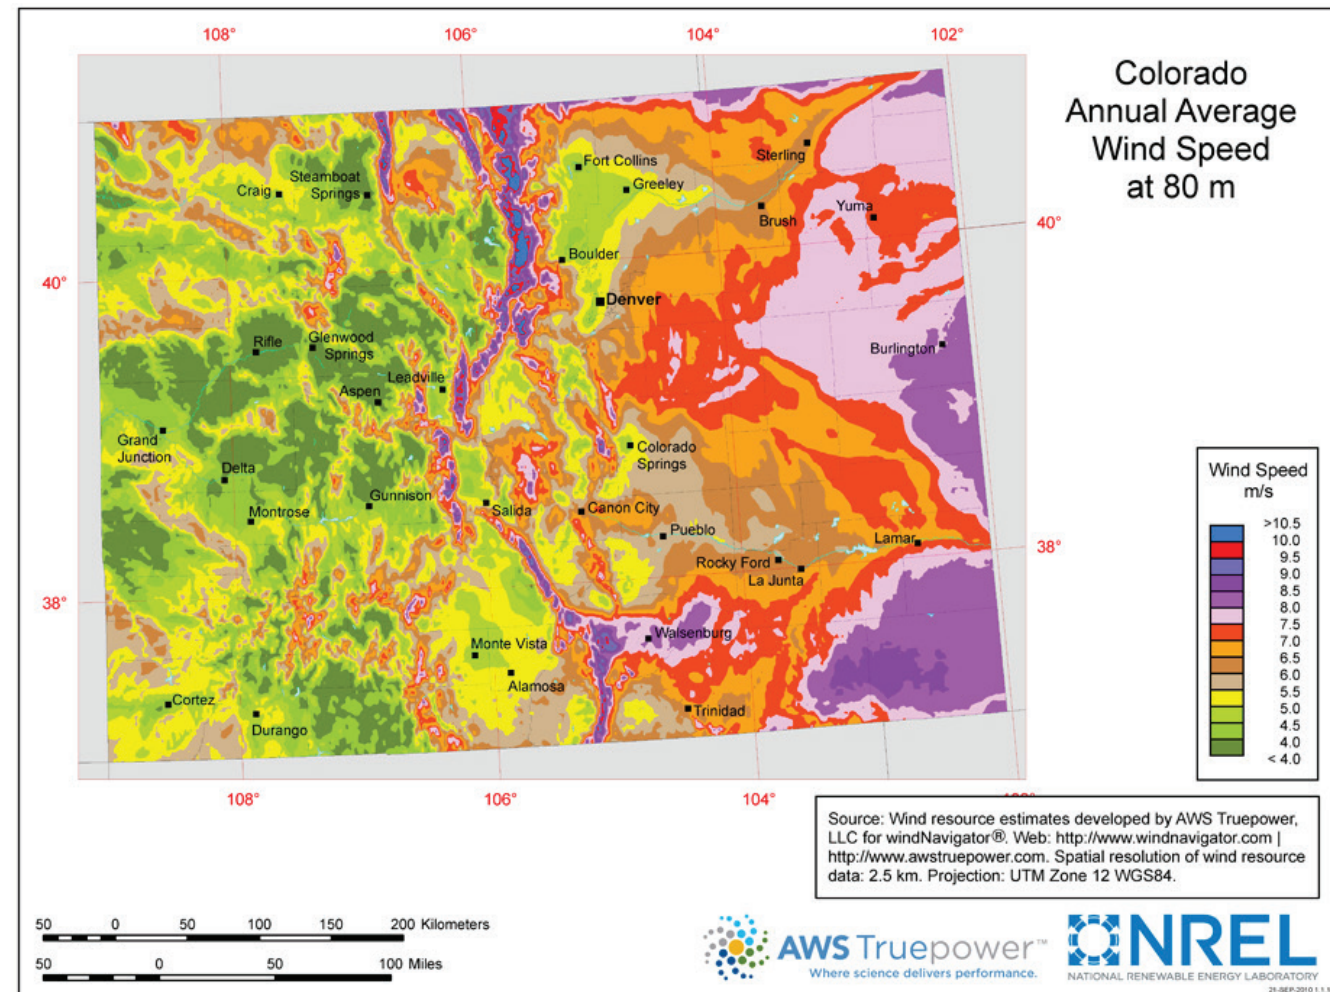 Colorado
Annual Average
Wind Speed
at 80 m
108°
106°
104°
102°
40°
38°
40°
38°
108°
106°
104°
Craig
Steamboat
Springs
Fort Collins
Greeley
Sterling
Brush
Yuma
Boulder
Denver
Burlington
Rifle
Glenwood
Springs
Aspen
Leadville
Grand
Junction
Delta
Montrose
Gunnison
Salida
Colorado
Springs
Canon City
Pueblo
Rocky Ford
La Junta
Lamar
Walsenburg
Monte Vista
Alamosa
Trinidad
Cortez
Durango
Wind Speed
m/s
>10.5
10.0
9.5
9.0
8.5
8.0
7.5
7.0
6.5
6.0
5.5
5.0
4.5
4.0
< 4.0
Source: Wind resource estimates developed by AWS Truepower,
LLC for windNavigator®. Web: http://www.windnavigator.com |
http://www.awstruepower.com. Spatial resolution of wind resource
data: 2.5 km. Projection: UTM Zone 12 WGS84.
50 0 50 100 150 200 Kilometers
50 0 50 100 Miles
AWS Truepower™
Where science delivers performance.
NREL
NATIONAL RENEWABLE ENERGY LABORATORY
21-SEP-2010 1.1.1